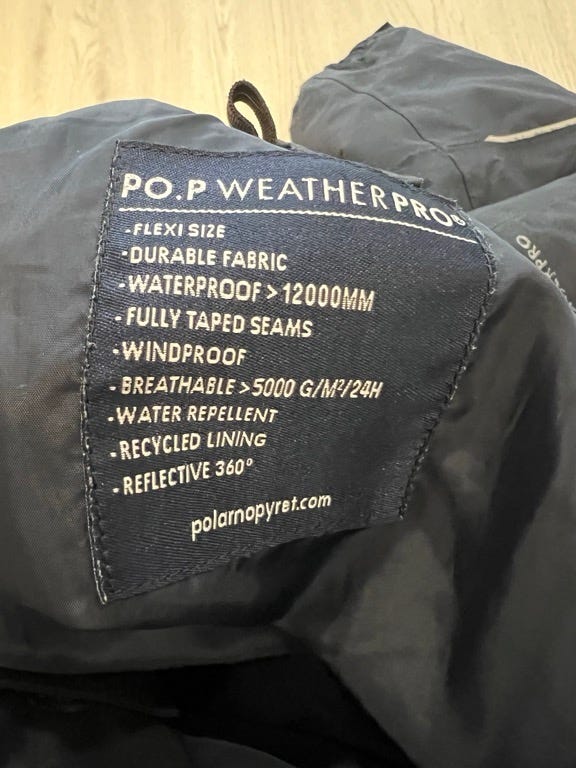 PO.P WEATHERPRO®
-FLEXI SIZE
-DURABLE FABRIC
-WATERPROOF > 12000MM
- FULLY TAPED SEAMS
-WINDPROOF
- BREATHABLE >5000 G/M²/24H
-WATER REPELLENT
-RECYCLED LINING
- REFLECTIVE 360°
polarnopyret.com